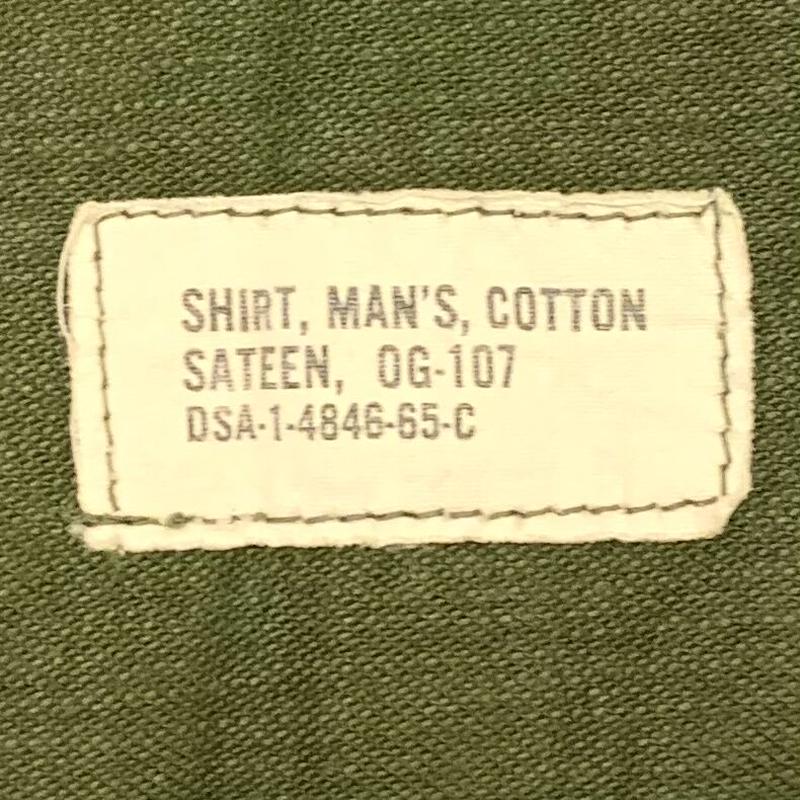 SHIRT, MAN'S, COTTON
SATEEN, OG-107
DSA-1-4846-65-C